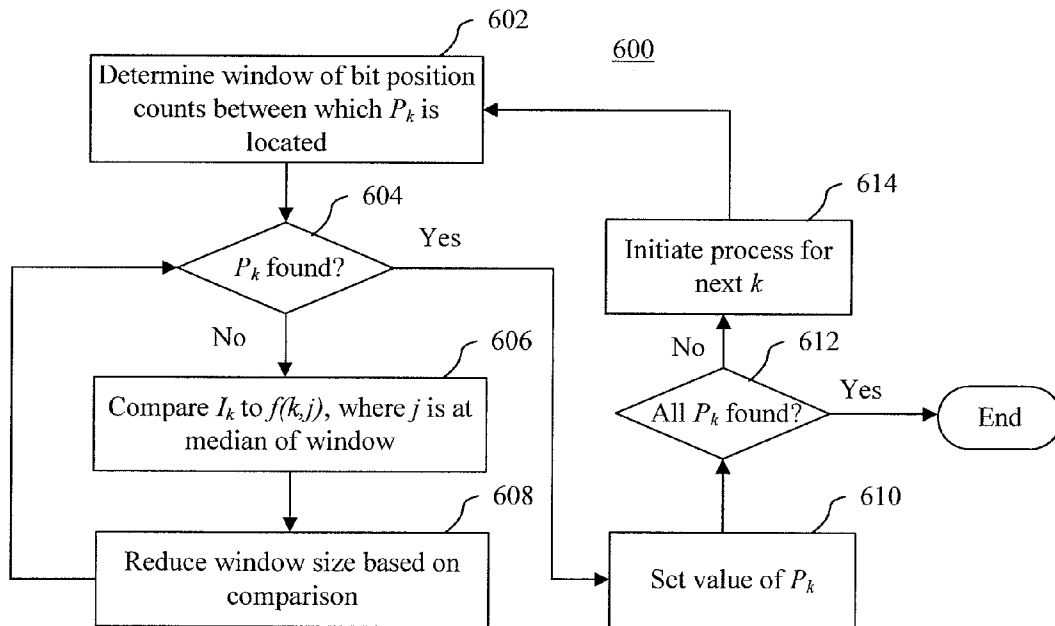 602
600
Determine window of bit position
counts between which P_k is
located
604
614
Yes
P_k found?
Initiate process for
next k
No
606
No
612
Compare I_k to f(k,j), where j is at
median of window
All P_k found?
Yes
End
608
610
Reduce window size based on
comparison
Set value of P_k